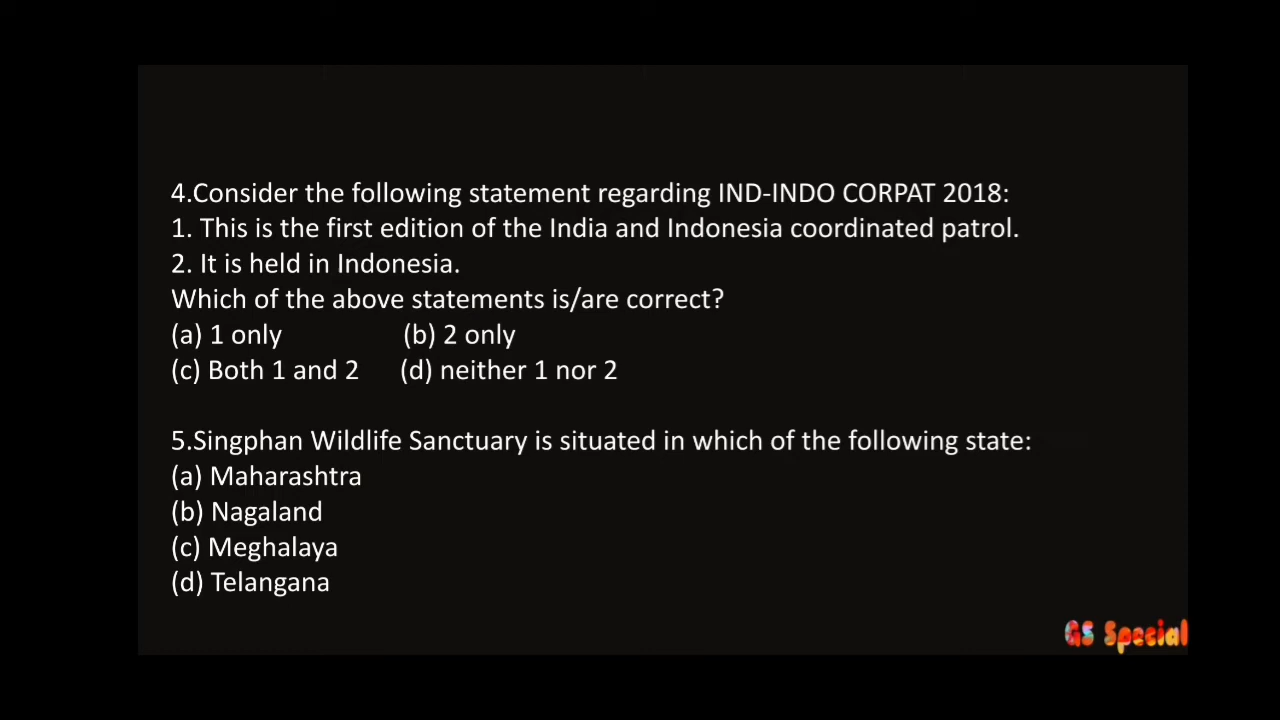 4.Consider the following statement regarding IND-INDO CORPAT 2018:
1. This is the first edition of the India and Indonesia coordinated patrol.
2. It is held in Indonesia.
Which of the above statements is/are correct?
(a) 1 only (b) 2 only
(c) Both 1 and 2 (d) neither 1 nor 2
5.Singphan Wildlife Sanctuary is situated in which of the following state:
(a) Maharashtra
(b) Nagaland
(c) Meghalaya
(d) Telangana
GS Special